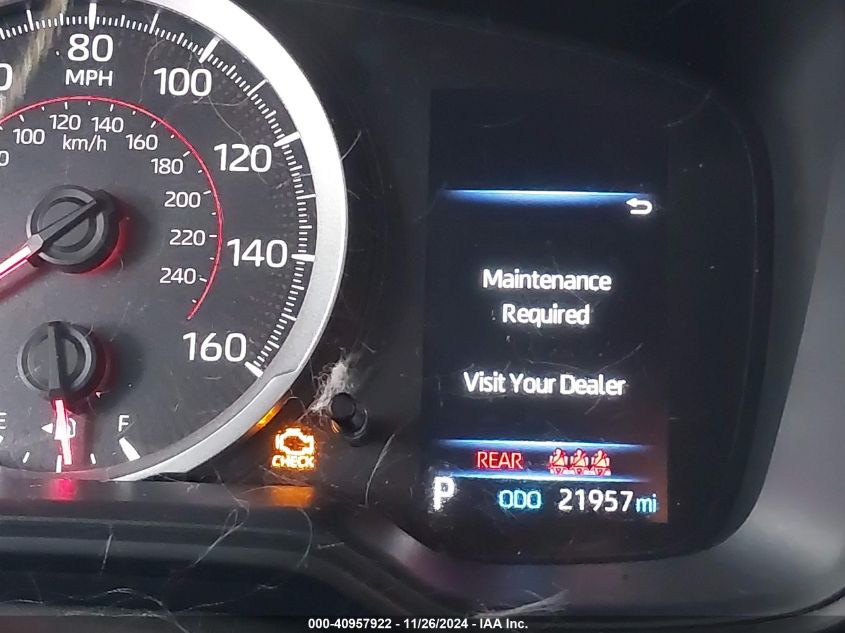 80
MPH
100
120
140
160
100
120
140
160
km/h
180
200
220
240
E
F
CHECK
Maintenance
Required
Visit Your Dealer
REAR
P ODO 21957 mi
000-40957922 - 11/26/2024 - IAA Inc.